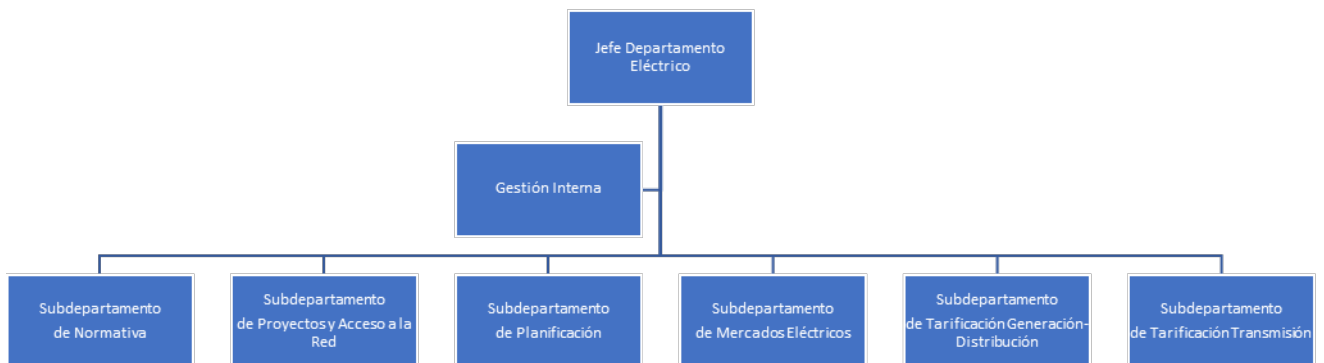 Jefe Departamento
Eléctrico
Gestión Interna
Subdepartamento
de Normativa
Subdepartamento
de Proyectos y Acceso a la
Red
Subdepartamento
de Planificación
Subdepartamento
de Mercados Eléctricos
Subdepartamento
de Tarificación Generación-
Distribución
Subdepartamento
de Tarificación Transmisión